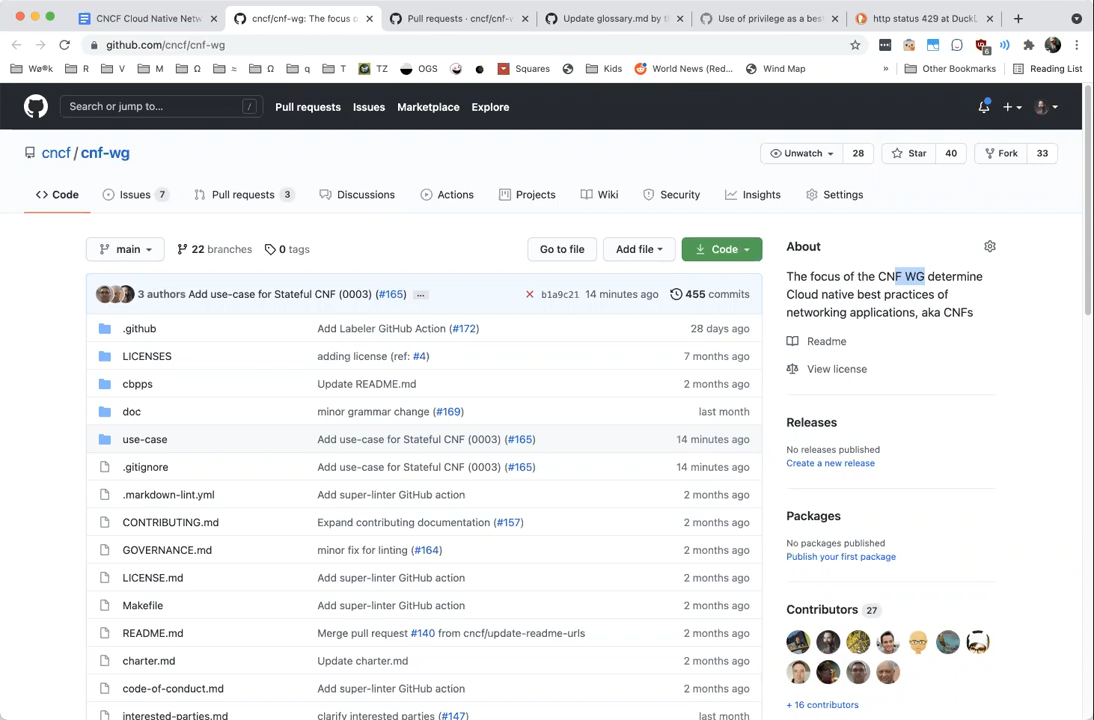 CNCF Cloud Native Netw
cncf/cnf-wg: The focus o
Pull requests · cncf/cnf-w
Update glossary.md by th
Use of privilege as a best
http status 429 at DuckD
github.com/cncf/cnf-wg
6
Wø®k
R
V
M
Ω
≈
Ω
q
T
TZ
OGS
Squares
Kids
World News (Red...
Wind Map
»
Other Bookmarks
Reading List
Search or jump to...
/
Pull requests
Issues
Marketplace
Explore
cncf / cnf-wg
Unwatch 28
Star 40
Fork 33
Code
Issues 7
Pull requests 3
Discussions
Actions
Projects
Wiki
Security
Insights
Settings
main
22 branches
0 tags
Go to file
Add file
Code
3 authors Add use-case for Stateful CNF (0003) (#165) ...
b1a9c21 14 minutes ago
455 commits
.github Add Labeler GitHub Action (#172) 28 days ago
LICENSES adding license (ref: #4) 7 months ago
cbpps Update README.md 2 months ago
doc minor grammar change (#169) last month
use-case Add use-case for Stateful CNF (0003) (#165) 14 minutes ago
.gitignore Add use-case for Stateful CNF (0003) (#165) 14 minutes ago
.markdown-lint.yml Add super-linter GitHub action 2 months ago
CONTRIBUTING.md Expand contributing documentation (#157) 2 months ago
GOVERNANCE.md minor fix for linting (#164) 2 months ago
LICENSE.md Add super-linter GitHub action 2 months ago
Makefile Add super-linter GitHub action 2 months ago
README.md Merge pull request #140 from cncf/update-readme-urls 2 months ago
charter.md Update charter.md 2 months ago
code-of-conduct.md Add super-linter GitHub action 2 months ago
interested-parties.md clarify interested parties (#147) last month
About
The focus of the CNF WG determine
Cloud native best practices of
networking applications, aka CNFs
Readme
View license
Releases
No releases published
Create a new release
Packages
No packages published
Publish your first package
Contributors 27
+ 16 contributors